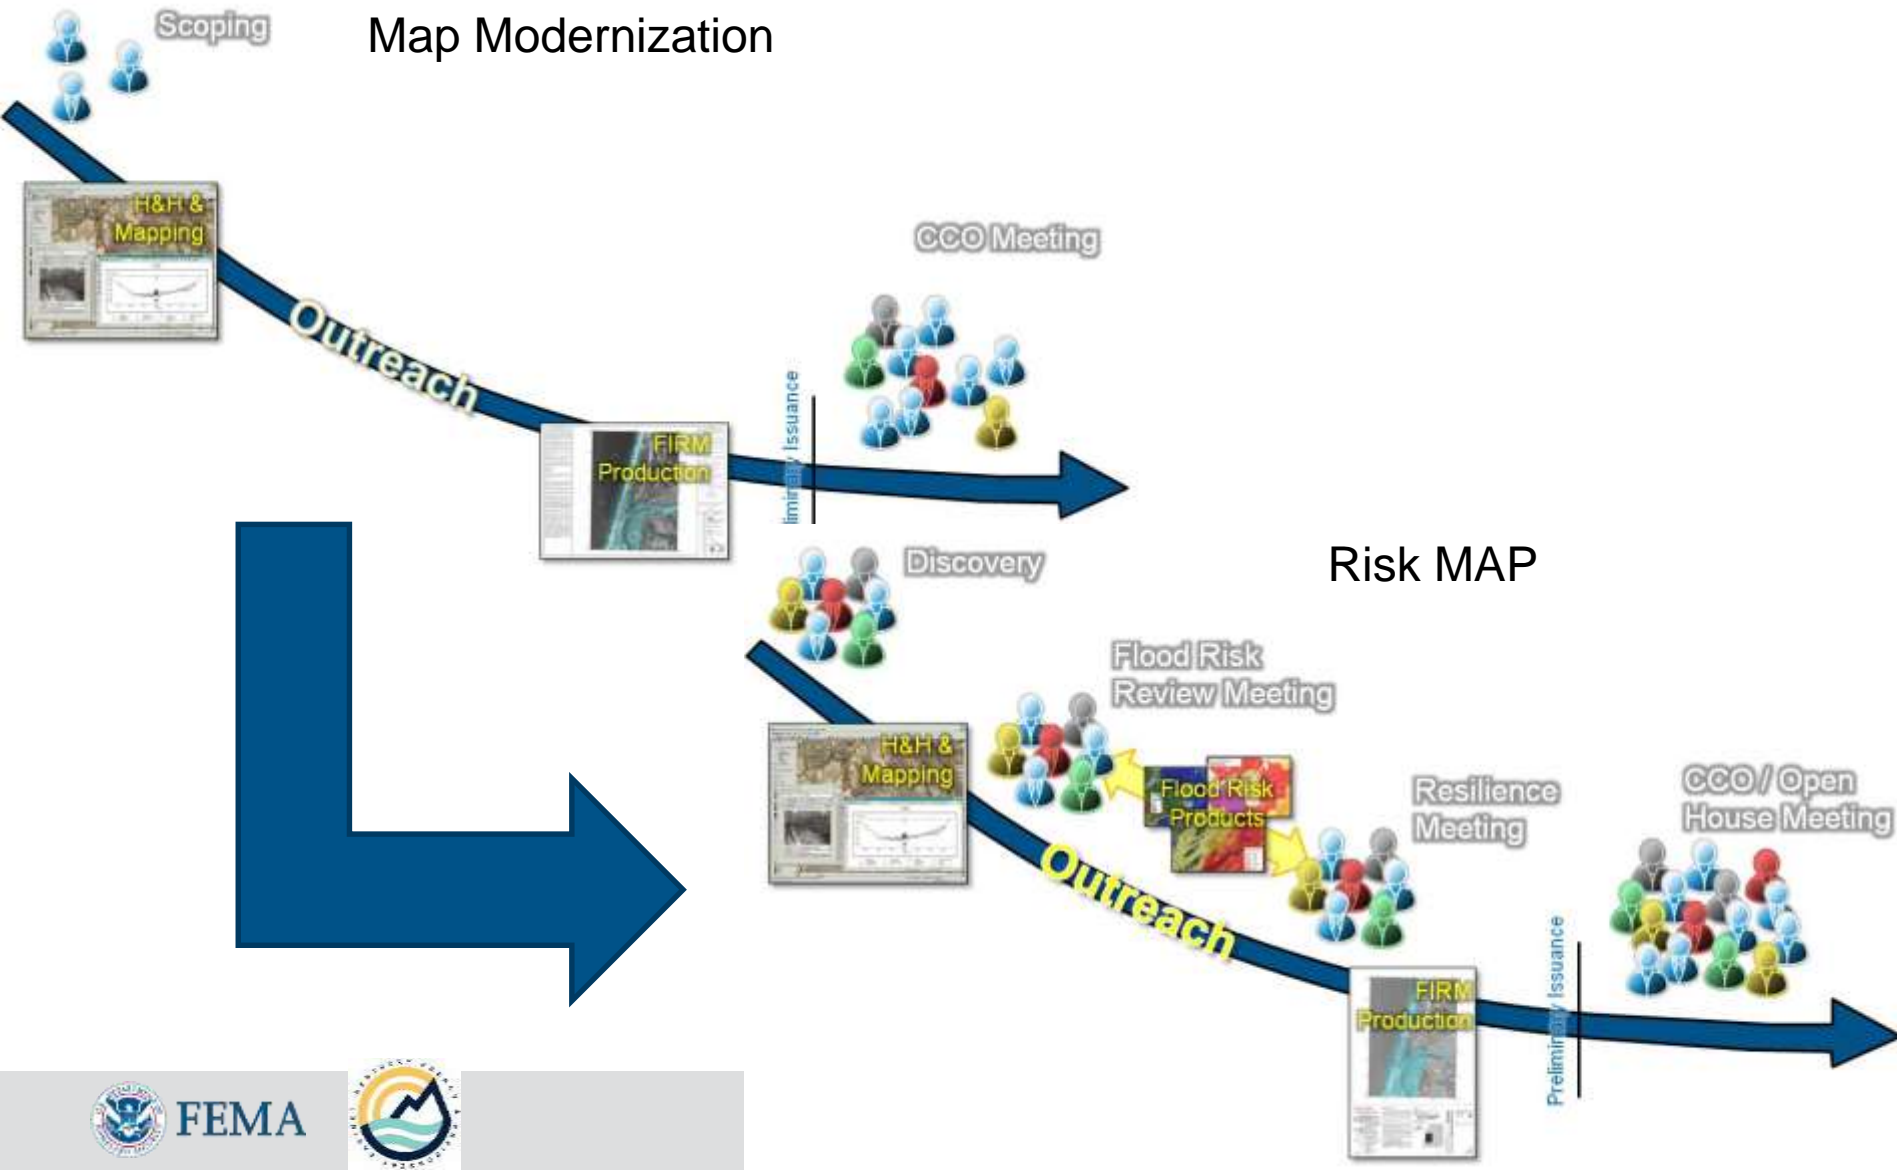 Scoping
Map Modernization
H&H &
Mapping
Outreach
CCO Meeting
FIRM
Production
iminary Issuance
Discovery
Risk MAP
Flood Risk
Review Meeting
H&H &
Mapping
Flood Risk
Products
Outreach
Resilience
Meeting
CCO / Open
House Meeting
FIRM
Production
Preliminary Issuance
FEMA